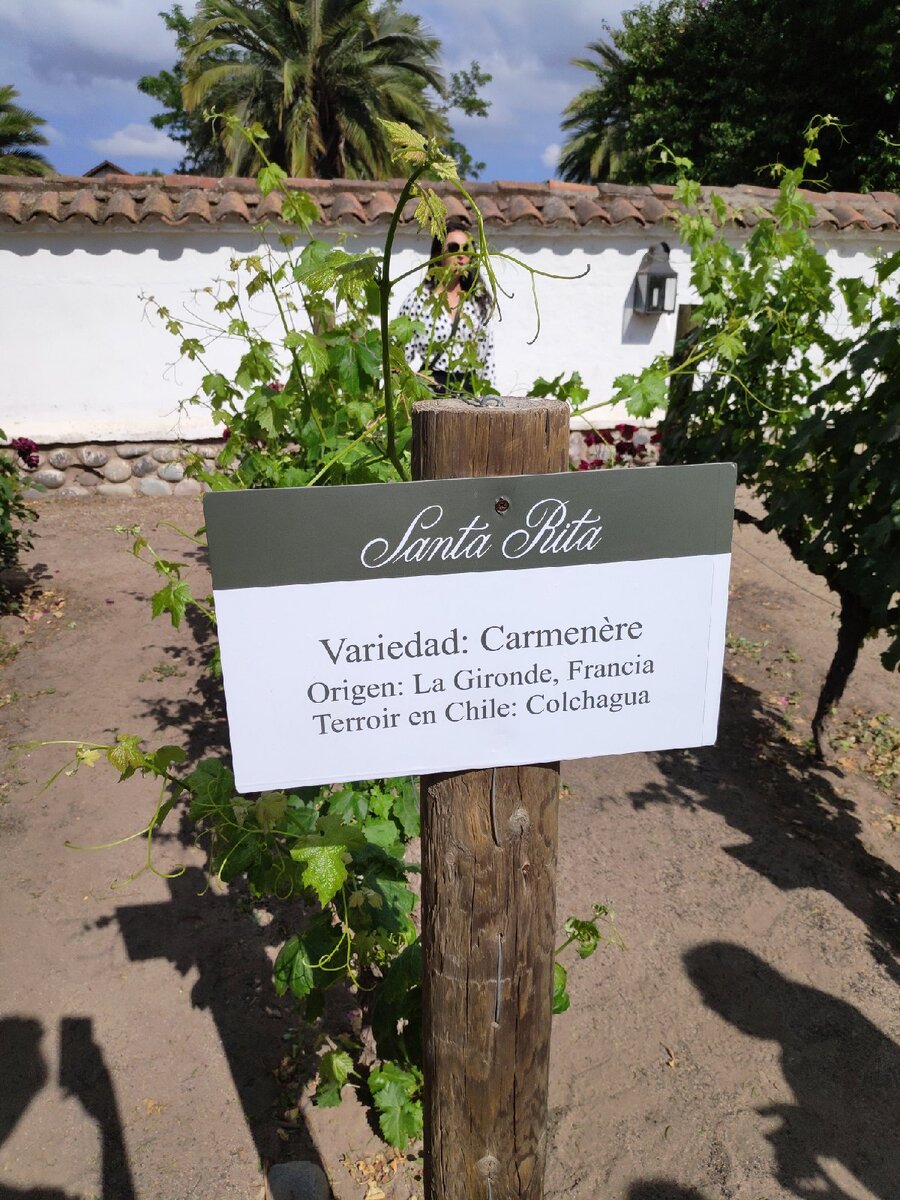 Santa Rita
Variedad: Carmenère
Origen: La Gironde, Francia
Terroir en Chile: Colchagua